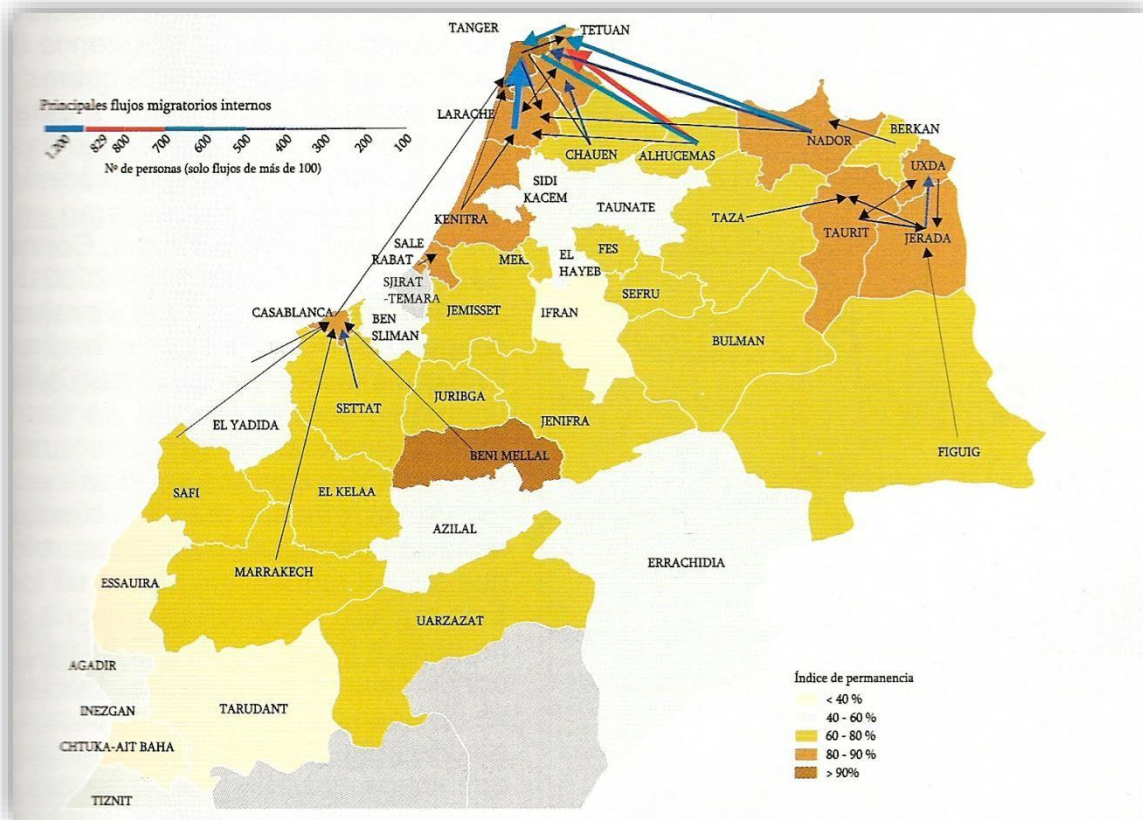 TANGER
TETUAN
Principales flujos migratorios internos
1,200 829 800 700 600 500 400 300 200 100
Nº de personas (solo flujos de más de 100)
LARACHE
BERKAN
NADOR
CHAUEN
ALHUCEMAS
UXDA
SIDI
KACEM
TAUNATE
KENITRA
TAZA
TAURIT
JERADA
SALE
RABAT
MEK
EL
HAYEB
FES
SJIRAT
-TEMARA
JEMISSET
SEFRU
CASABLANCA
BEN
SLIMAN
IFRAN
BULMAN
JURIBGA
SETTAT
JENIFRA
EL YADIDA
BENI MELLAL
FIGUIG
SAFI
EL KELAA
AZILAL
ERRACHIDIA
MARRAKECH
ESSAUIRA
UARZAZAT
AGADIR
Índice de permanencia
< 40 %
INEZGAN
TARUDANT
40 - 60 %
60 - 80 %
CHTUKA-AIT BAHA
80 - 90 %
> 90%
TIZNIT